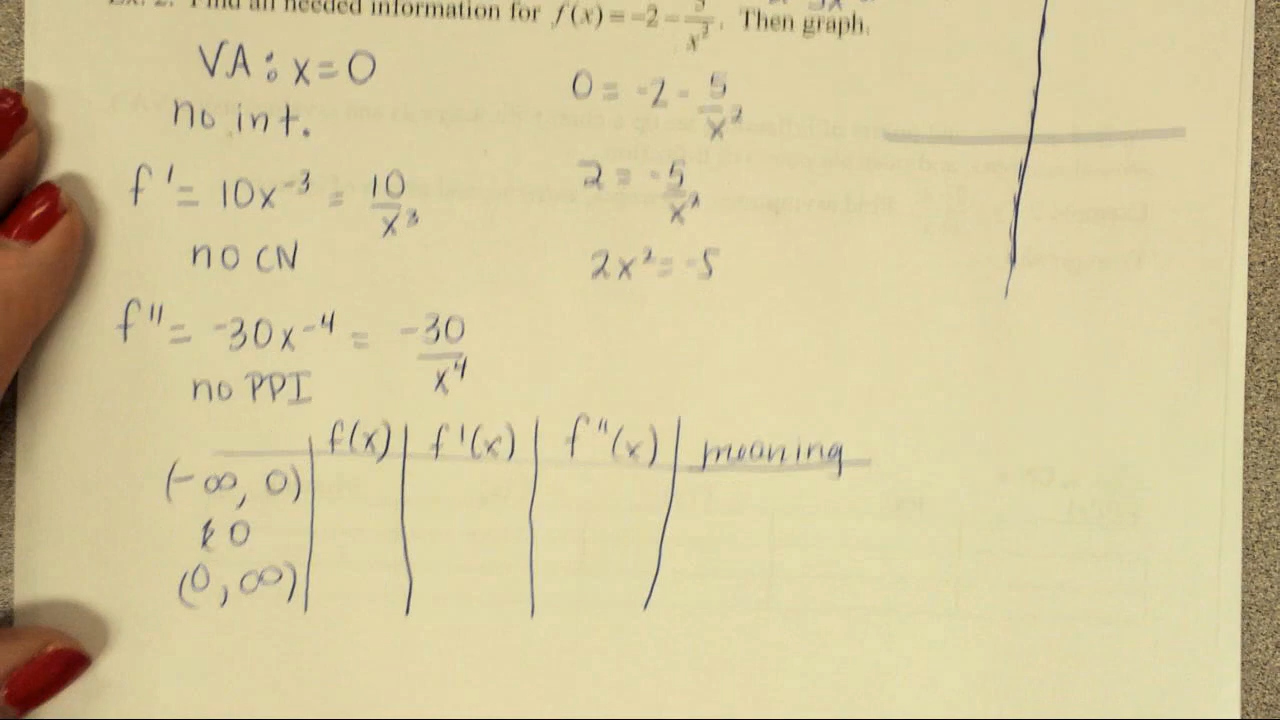 Ex. 2: Find all needed information for f(x) = -2 - 5/x². Then graph.
VA: x=0
no int.
0 = -2 - 5/x²
2 = -5/x²
2x² = -5
f' = 10x⁻³ = 10/x³
no CN
f'' = -30x⁻⁴ = -30/x⁴
no PPI
f(x) f'(x) f''(x) meaning
(-∞, 0)
0
(0, ∞)